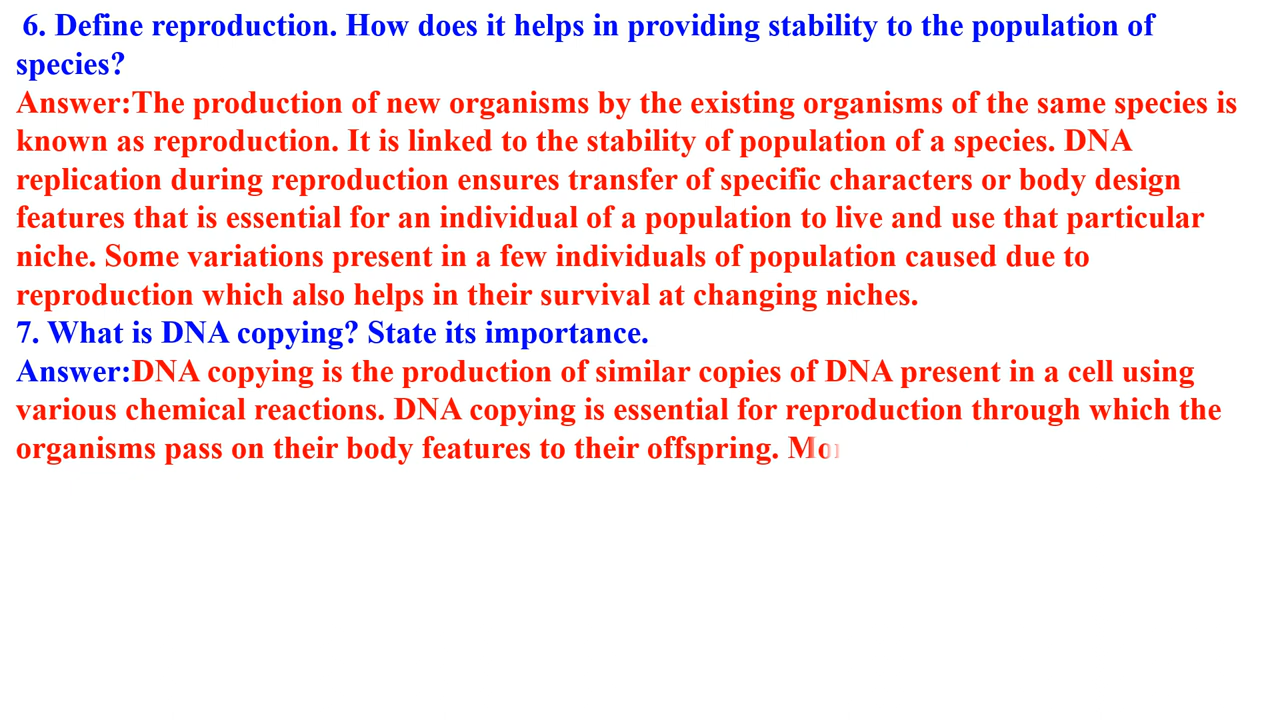 6. Define reproduction. How does it helps in providing stability to the population of
species?
Answer:The production of new organisms by the existing organisms of the same species is
known as reproduction. It is linked to the stability of population of a species. DNA
replication during reproduction ensures transfer of specific characters or body design
features that is essential for an individual of a population to live and use that particular
niche. Some variations present in a few individuals of population caused due to
reproduction which also helps in their survival at changing niches.
7. What is DNA copying? State its importance.
Answer:DNA copying is the production of similar copies of DNA present in a cell using
various chemical reactions. DNA copying is essential for reproduction through which the
organisms pass on their body features to their offspring.